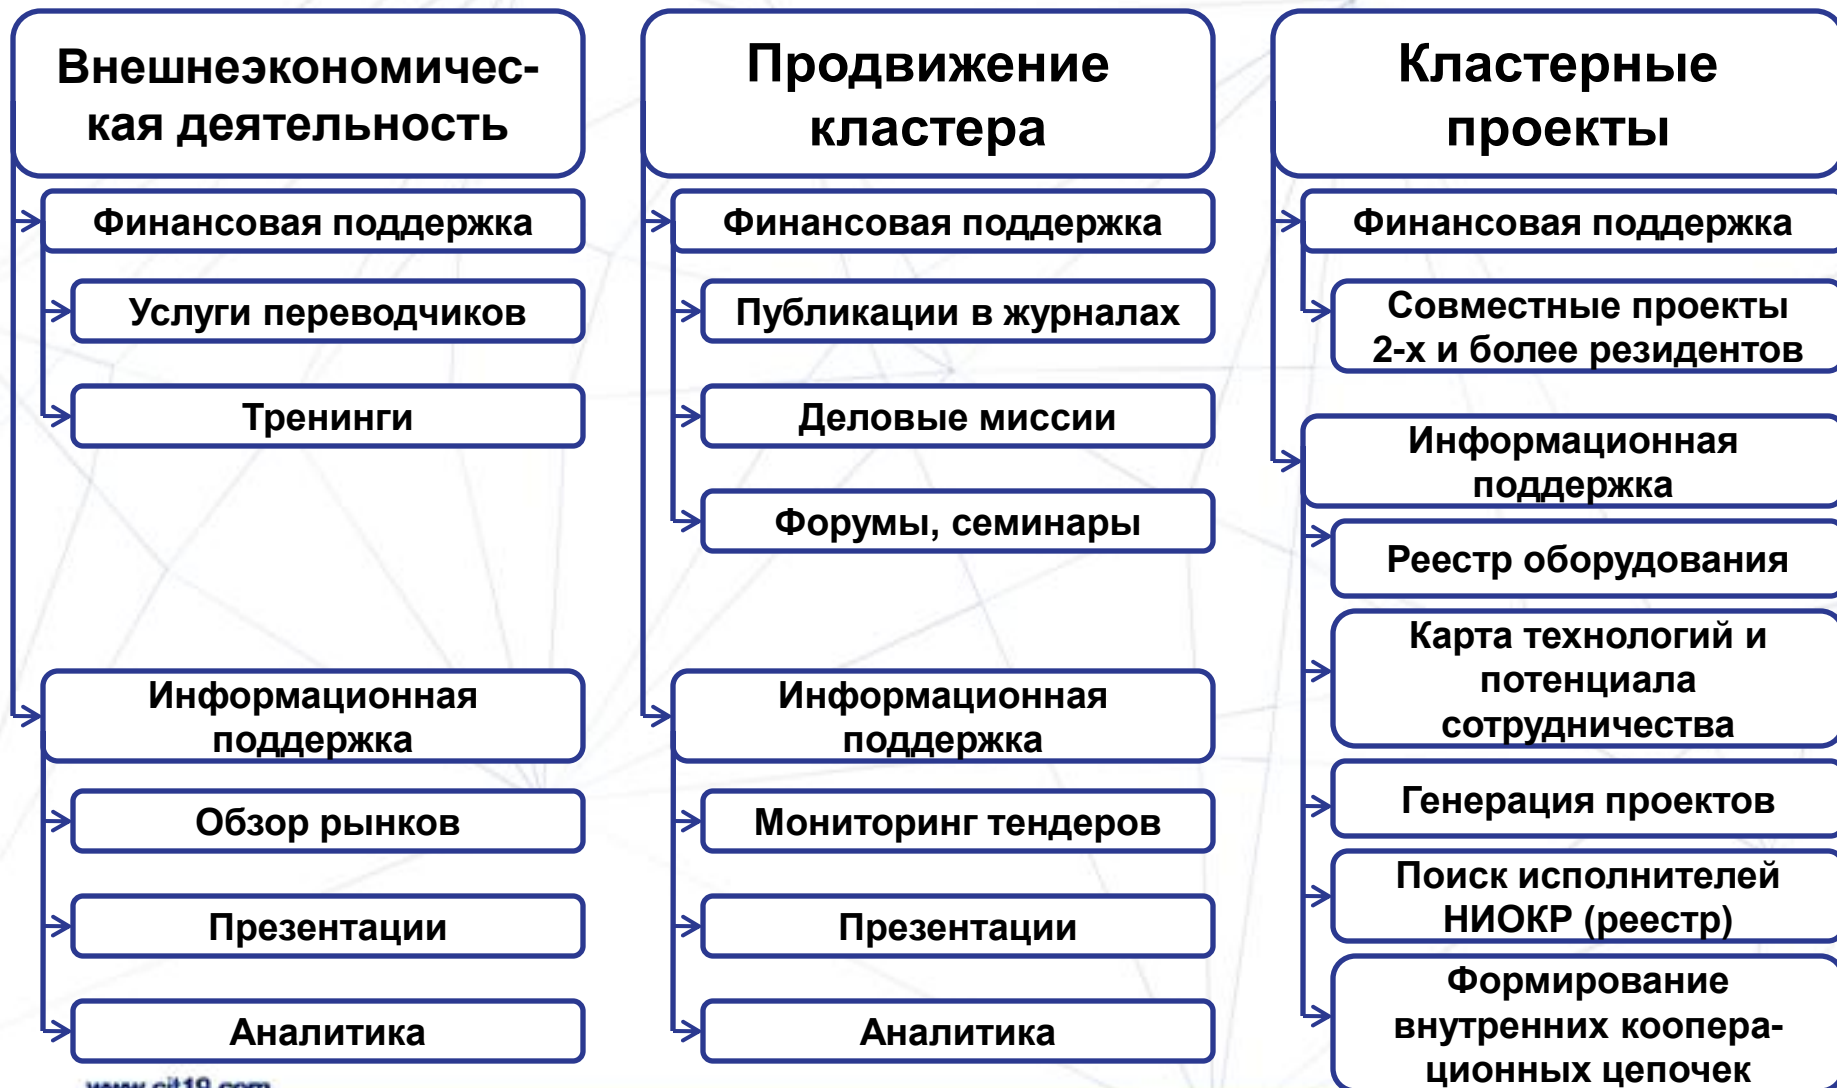 Внешнеэкономичес-
кая деятельность
Финансовая поддержка
Услуги переводчиков
Тренинги
Информационная
поддержка
Обзор рынков
Презентации
Аналитика
Продвижение
кластера
Финансовая поддержка
Публикации в журналах
Деловые миссии
Форумы, семинары
Информационная
поддержка
Мониторинг тендеров
Презентации
Аналитика
Кластерные
проекты
Финансовая поддержка
Совместные проекты
2-х и более резидентов
Информационная
поддержка
Реестр оборудования
Карта технологий и
потенциала
сотрудничества
Генерация проектов
Поиск исполнителей
НИОКР (реестр)
Формирование
внутренних коопера-
ционных цепочек